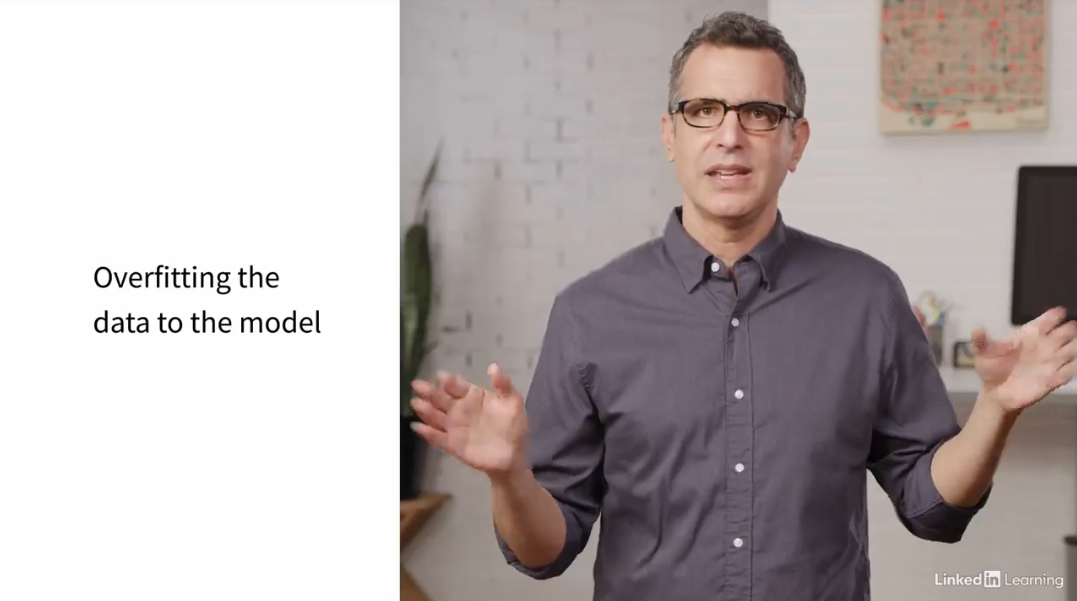 Overfitting the
data to the model
LinkedIn Learning